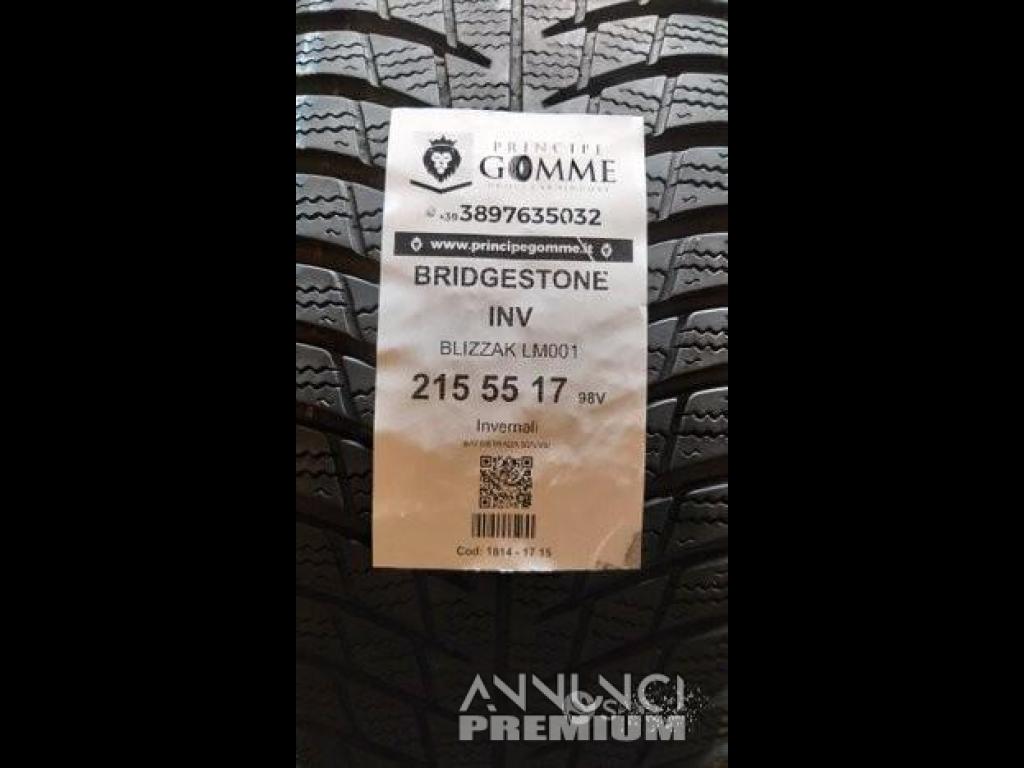 PRINCIPE
GOMME
+39 3897635032
www.principegomme.it
BRIDGESTONE
INV
BLIZZAK LM001
215 55 17 98V
Invernali
Cod: 1814 - 17 15
ANNUNCI
PREMIUM